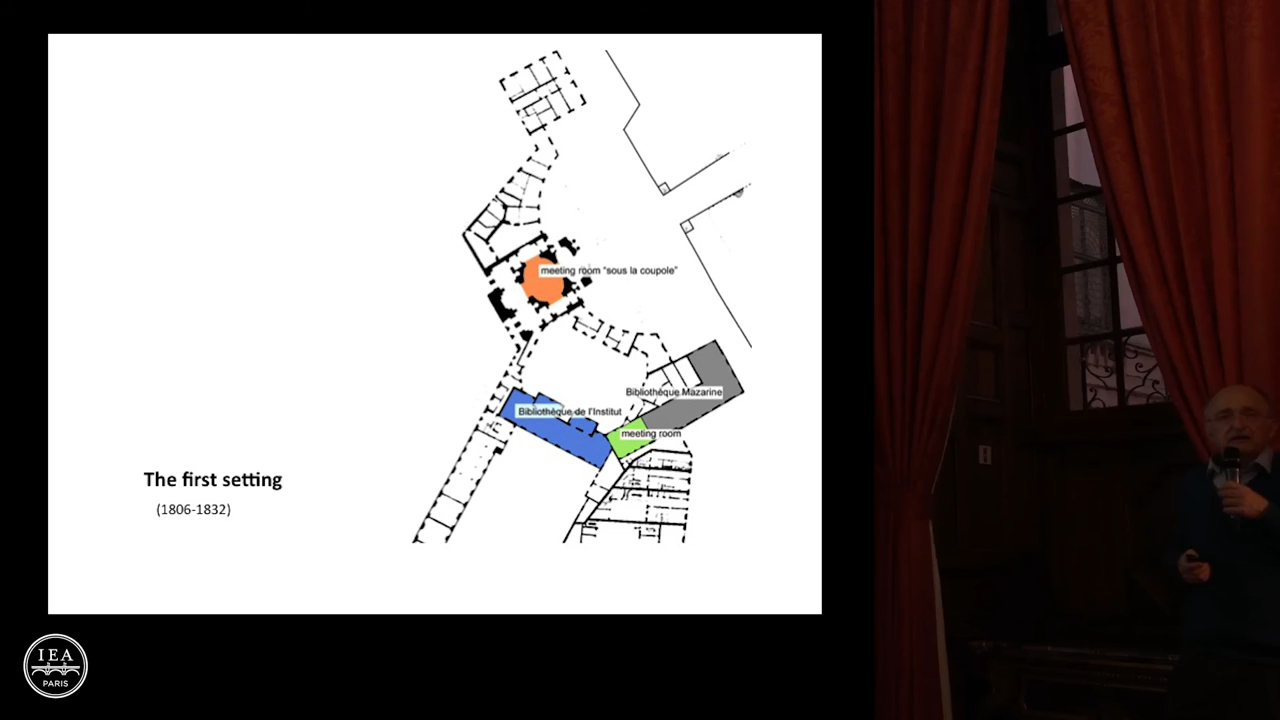 meeting room "sous la coupole"
Bibliothèque Mazarine
Bibliothèque de l'Institut
meeting room
The first setting
(1806-1832)
IEA
PARIS